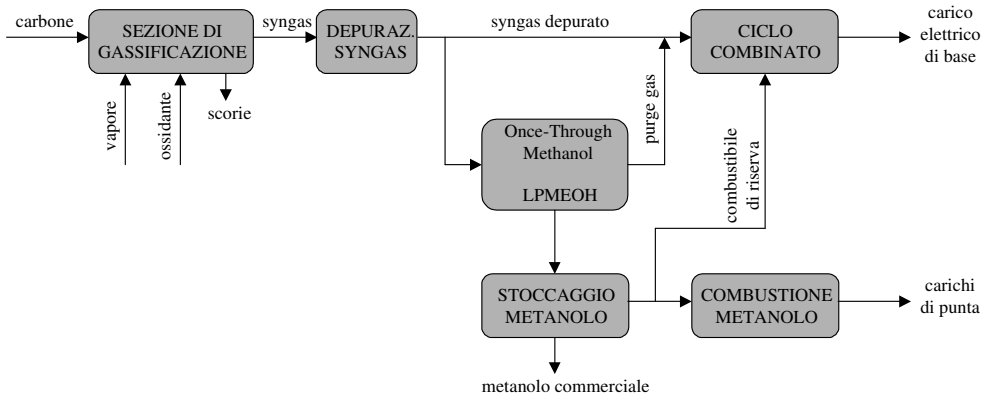 carbone
SEZIONE DI
GASSIFICAZIONE
syngas
DEPURAZ.
SYNGAS
syngas depurato
CICLO
COMBINATO
carico
elettrico
di base
vapore
ossidante
scorie
Once-Through
Methanol
LPMEOH
purge gas
combustibile
di riserva
STOCCAGGIO
METANOLO
COMBUSTIONE
METANOLO
carichi
di punta
metanolo commerciale